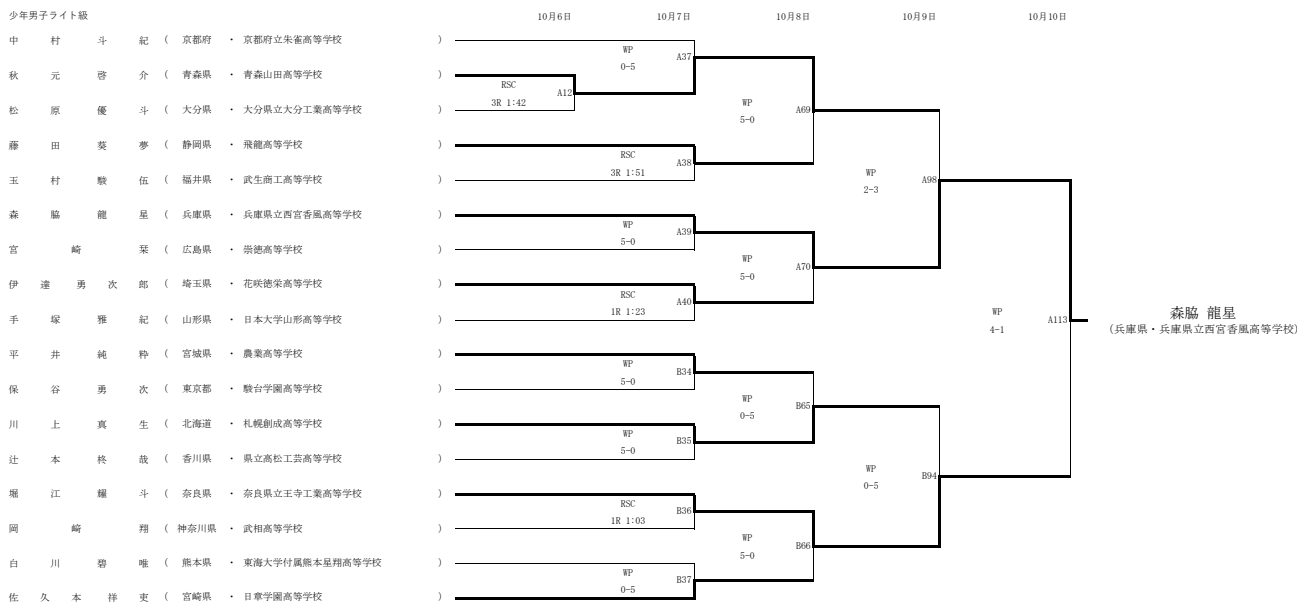 少年男子ライト級 10月6日 10月7日 10月8日 10月9日 10月10日
中村斗紀 ( 京都府 ・ 京都府立朱雀高等学校 )
WP
0-5
A37
秋元啓介 ( 青森県 ・ 青森山田高等学校 )
RSC
3R 1:42
A12
松原優斗 ( 大分県 ・ 大分県立大分工業高等学校 )
WP
5-0
A69
藤田葵夢 ( 静岡県 ・ 飛龍高等学校 )
RSC
3R 1:51
A38
玉村駿伍 ( 福井県 ・ 武生商工高等学校 )
WP
2-3
A98
森脇龍星 ( 兵庫県 ・ 兵庫県立西宮香風高等学校 )
WP
5-0
A39
宮崎栞 ( 広島県 ・ 崇徳高等学校 )
WP
5-0
A70
伊達勇次郎 ( 埼玉県 ・ 花咲徳栄高等学校 )
RSC
1R 1:23
A40
手塚雅紀 ( 山形県 ・ 日本大学山形高等学校 )
WP
4-1
A113
森脇 龍星
(兵庫県・兵庫県立西宮香風高等学校)
平井純粋 ( 宮城県 ・ 農業高等学校 )
WP
5-0
B34
保谷勇次 ( 東京都 ・ 駿台学園高等学校 )
WP
0-5
B65
川上真生 ( 北海道 ・ 札幌創成高等学校 )
WP
5-0
B35
辻本柊哉 ( 香川県 ・ 県立高松工芸高等学校 )
WP
0-5
B94
堀江耀斗 ( 奈良県 ・ 奈良県立王寺工業高等学校 )
RSC
1R 1:03
B36
岡崎翔 ( 神奈川県 ・ 武相高等学校 )
WP
5-0
B66
白川碧唯 ( 熊本県 ・ 東海大学付属熊本星翔高等学校 )
WP
0-5
B37
佐久本祥吏 ( 宮崎県 ・ 日章学園高等学校 )